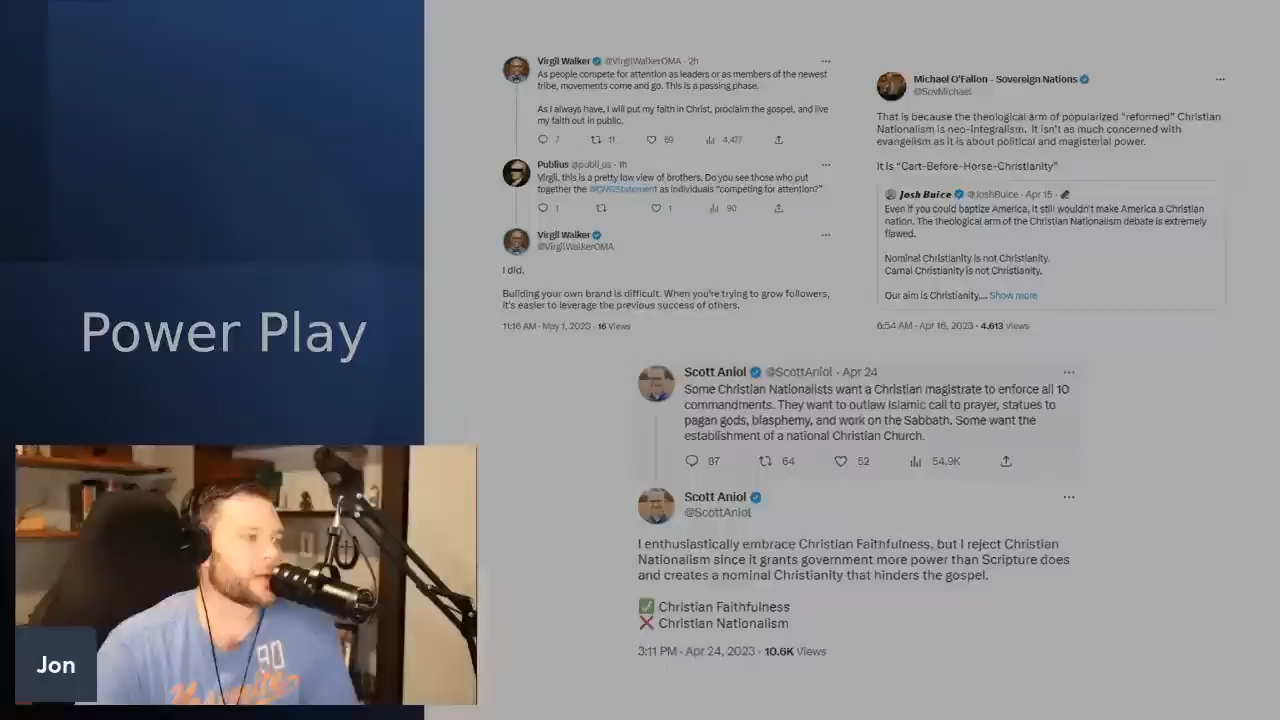 Power Play
Virgil Walker @VirgilWalkerOMA · 2h
As people compete for attention as leaders or as members of the newest
tribe, movements come and go. This is a passing phase.
As I always have, I will put my faith in Christ, proclaim the gospel, and live
my faith out in public.
7 11 59 4,477
Publius @publi_us · 1h
Virgil, this is a pretty low view of brothers. Do you see those who put
together the as individuals “competing for attention?”
1 1 90
Virgil Walker
@VirgilWalkerOMA
I did.
Building your own brand is difficult. When you're trying to grow followers,
it's easier to leverage the previous success of others.
11:16 AM · May 1, 2023 · 16 Views
Michael O'Fallon - Sovereign Nations
@SovMichael
That is because the theological arm of popularized “reformed” Christian
Nationalism is neo-integralism. It isn't as much concerned with
evangelism as it is about political and magisterial power.
It Is “Cart-Before-Horse-Christianity”
Josh Buice @JoshBuice · Apr 15 ·
Even if you could baptize America, it still wouldn't make America a Christian
nation. The theological arm of the Christian Nationalism debate is extremely
flawed.
Nominal Christianity is not Christianity.
Carnal Christianity is not Christianity.
Our aim is Christianity.... Show more
6:54 AM · Apr 16, 2023 · 4,613 Views
Scott Aniol @ScottAniol · Apr 24
Some Christian Nationalists want a Christian magistrate to enforce all 10
commandments. They want to outlaw Islamic call to prayer, statues to
pagan gods, blasphemy, and work on the Sabbath. Some want the
establishment of a national Christian Church.
87 64 52 54.9K
Scott Aniol
@ScottAniol
I enthusiastically embrace Christian Faithfulness, but I reject Christian
Nationalism since it grants government more power than Scripture does
and creates a nominal Christianity that hinders the gospel.
✅ Christian Faithfulness
❌ Christian Nationalism
3:11 PM · Apr 24, 2023 · 10.6K Views
90
Jon